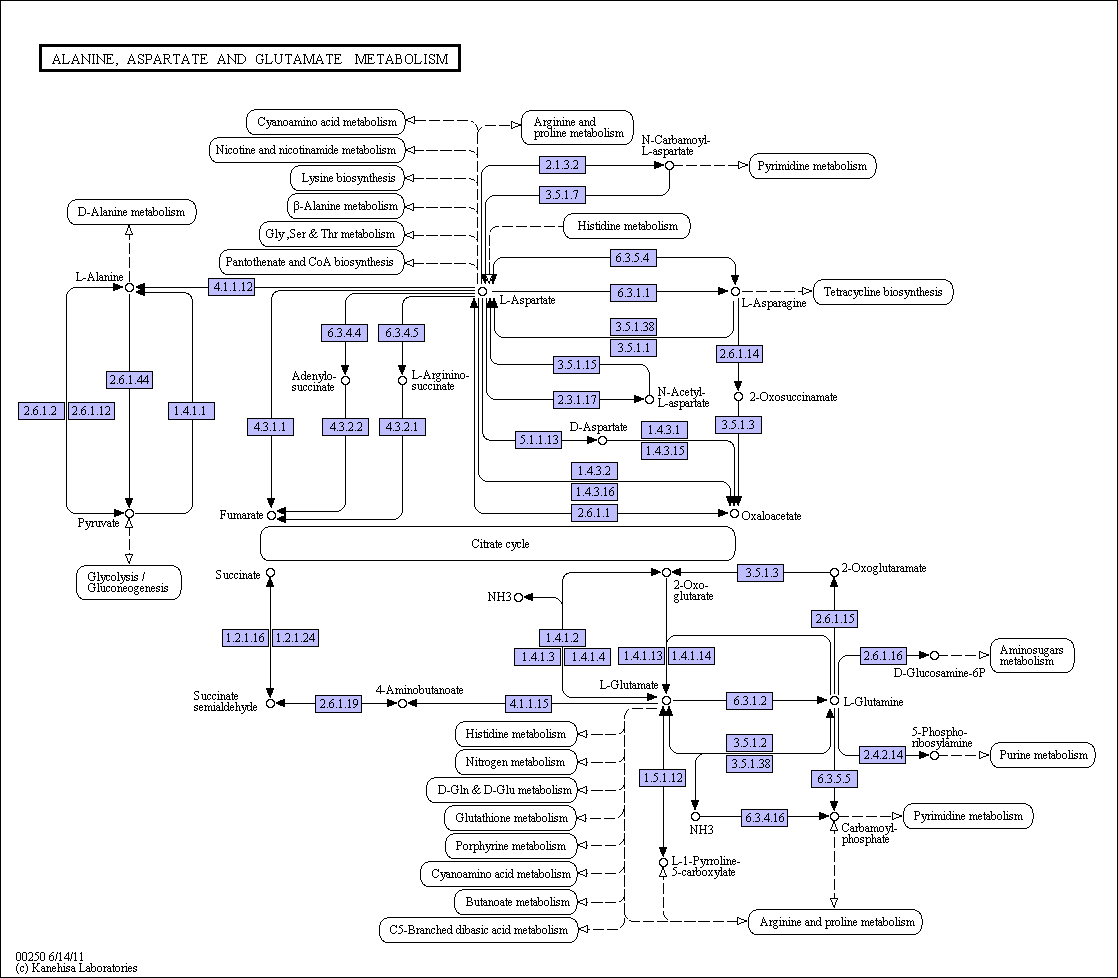 ALANINE, ASPARTATE AND GLUTAMATE METABOLISM
Cyanoamino acid metabolism
Arginine and
proline metabolism
Nicotine and nicotinamide metabolism
N-Carbamoyl-
L-aspartate
2.1.3.2
Pyrimidine metabolism
Lysine biosynthesis
3.5.1.7
β-Alanine metabolism
D-Alanine metabolism
Histidine metabolism
Gly ,Ser & Thr metabolism
Pantothenate and CoA biosynthesis
6.3.5.4
L-Alanine
4.1.1.12
L-Aspartate
6.3.1.1
L-Asparagine
Tetracycline biosynthesis
6.3.4.4
6.3.4.5
3.5.1.38
3.5.1.1
2.6.1.14
3.5.1.15
2.6.1.44
Adenylo-
succinate
L-Arginino-
succinate
2.3.1.17
N-Acetyl-
L-aspartate
2-Oxosuccinamate
2.6.1.2
2.6.1.12
1.4.1.1
4.3.1.1
4.3.2.2
4.3.2.1
D-Aspartate
5.1.1.13
1.4.3.1
1.4.3.15
3.5.1.3
1.4.3.2
1.4.3.16
2.6.1.1
Pyruvate
Fumarate
Oxaloacetate
Citrate cycle
Glycolysis /
Gluconeogenesis
Succinate
NH3
2-Oxo-
glutarate
3.5.1.3
2-Oxoglutaramate
1.2.1.16
1.2.1.24
1.4.1.2
1.4.1.3
1.4.1.4
1.4.1.13
1.4.1.14
2.6.1.15
2.6.1.16
D-Glucosamine-6P
Aminosugars
metabolism
Succinate
semialdehyde
2.6.1.19
4-Aminobutanoate
4.1.1.15
L-Glutamate
6.3.1.2
L-Glutamine
Histidine metabolism
3.5.1.2
3.5.1.38
5-Phospho-
ribosylamine
2.4.2.14
Purine metabolism
Nitrogen metabolism
1.5.1.12
6.3.5.5
D-Gln & D-Glu metabolism
Glutathione metabolism
NH3
6.3.4.16
Carbamoyl-
phosphate
Pyrimidine metabolism
Porphyrine metabolism
L-1-Pyrroline-
5-carboxylate
Cyanoamino acid metabolism
Butanoate metabolism
C5-Branched dibasic acid metabolism
Arginine and proline metabolism
00250 6/14/11
(c) Kanehisa Laboratories